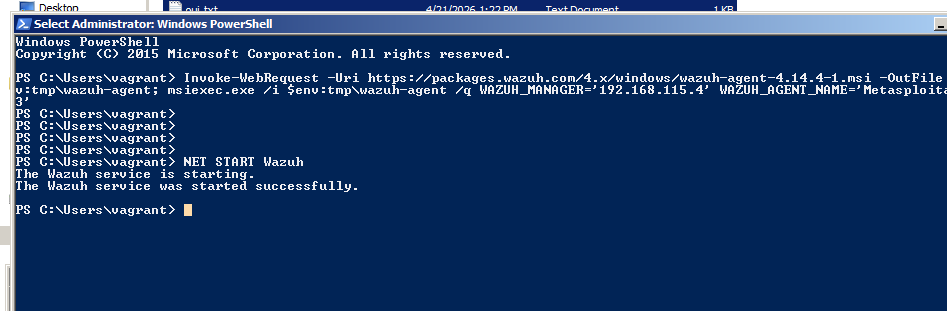 Desktop
oui.txt 4/21/2026 1:22 PM Text Document 1 KB
Select Administrator: Windows PowerShell
Windows PowerShell
Copyright (C) 2015 Microsoft Corporation. All rights reserved.
PS C:\Users\vagrant> Invoke-WebRequest -Uri https://packages.wazuh.com/4.x/windows/wazuh-agent-4.14.4-1.msi -OutFile
v:tmp\wazuh-agent; msiexec.exe /i $env:tmp\wazuh-agent /q WAZUH_MANAGER='192.168.115.4' WAZUH_AGENT_NAME='Metasploita
3'
PS C:\Users\vagrant>
PS C:\Users\vagrant>
PS C:\Users\vagrant>
PS C:\Users\vagrant>
PS C:\Users\vagrant> NET START Wazuh
The Wazuh service is starting.
The Wazuh service was started successfully.
PS C:\Users\vagrant>